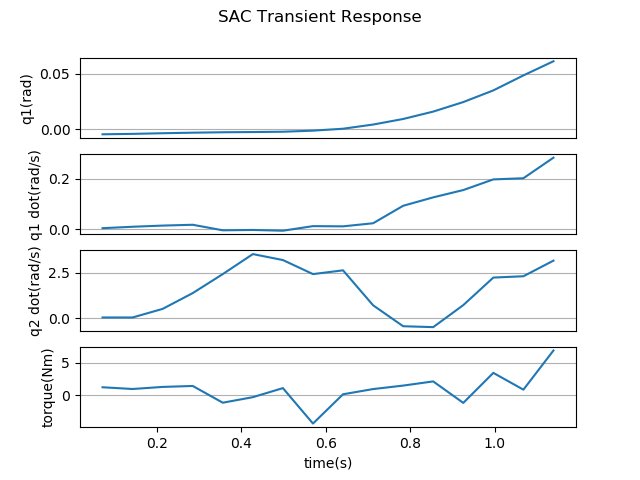 SAC Transient Response
0.05
0.00
q1(rad)
0.2
0.0
q1 dot(rad/s)
2.5
0.0
q2 dot(rad/s)
5
0
torque(Nm)
0.2 0.4 0.6 0.8 1.0
time(s)